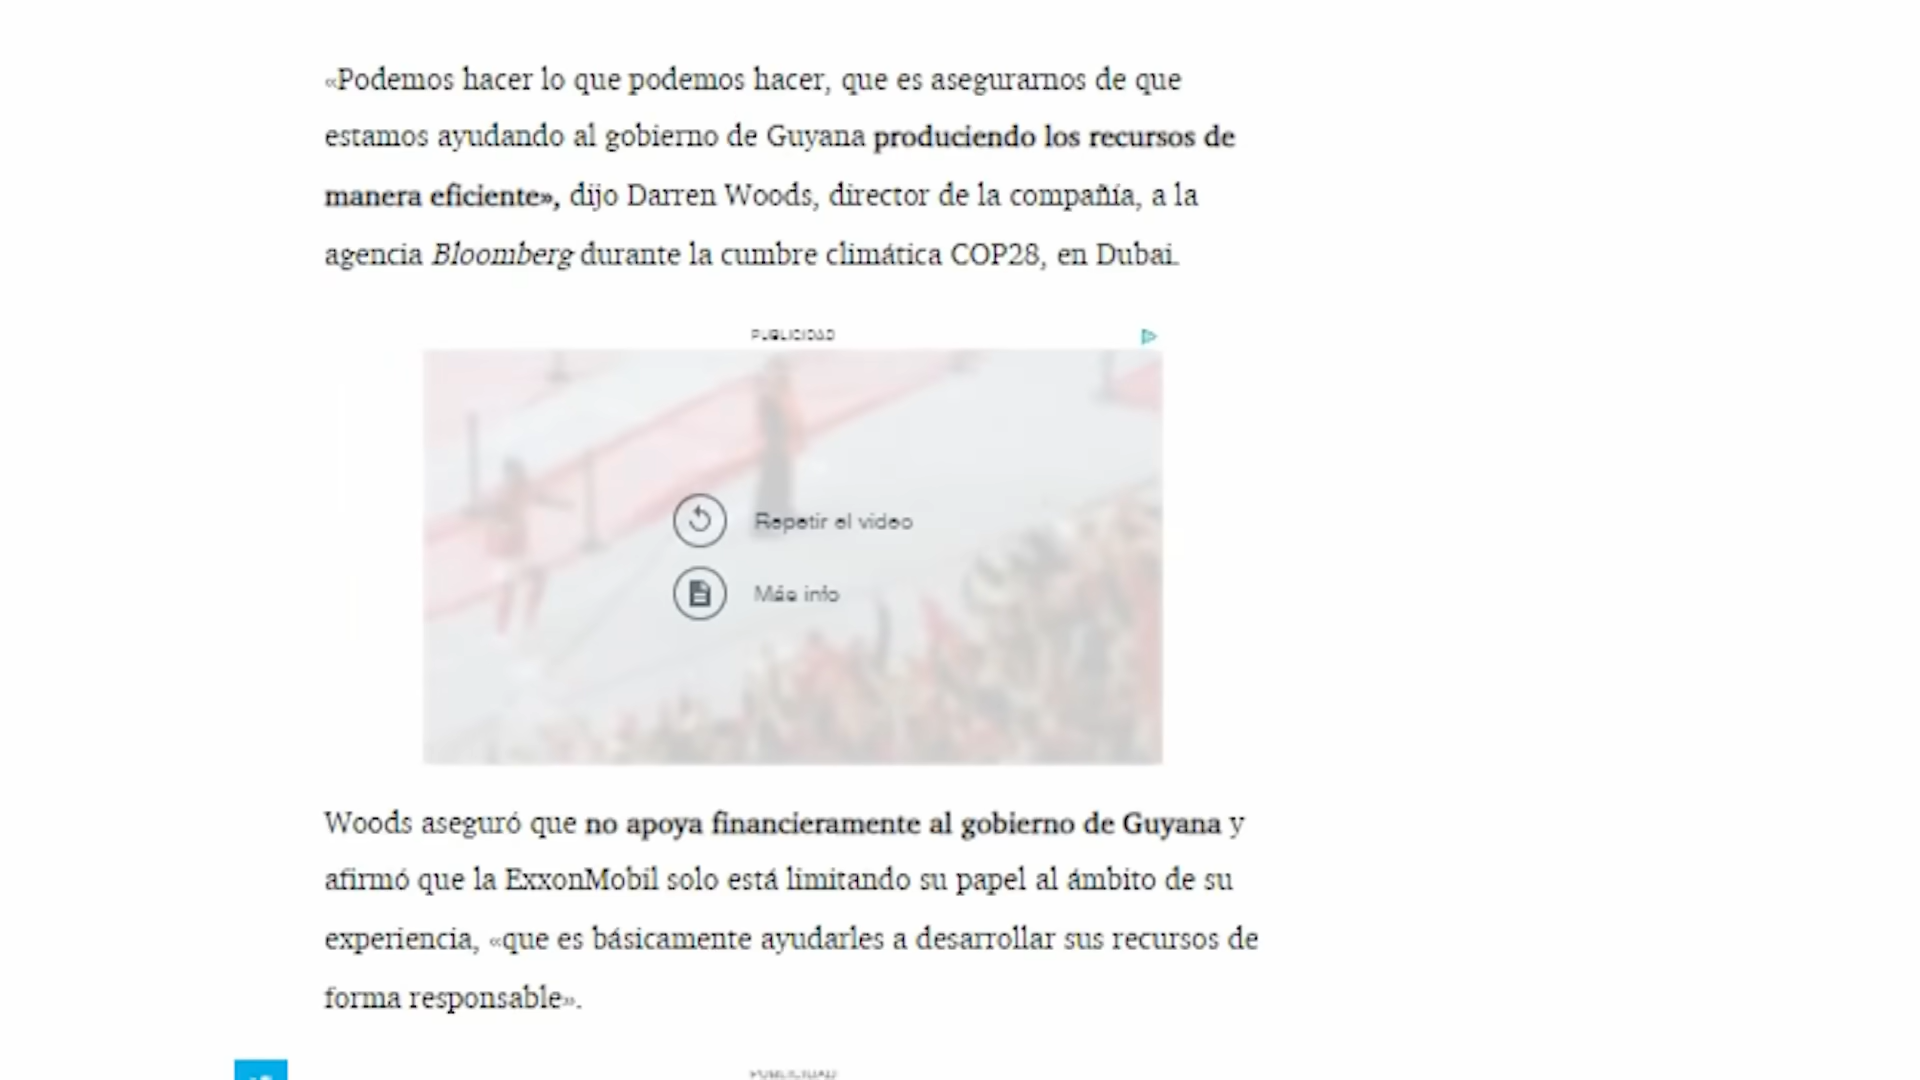 «Podemos hacer lo que podemos hacer, que es asegurarnos de que
estamos ayudando al gobierno de Guyana produciendo los recursos de
manera eficiente», dijo Darren Woods, director de la compañía, a la
agencia Bloomberg durante la cumbre climática COP28, en Dubai.
PUBLICIDAD
Repetir el video
Más info
Woods aseguró que no apoya financieramente al gobierno de Guyana y
afirmó que la ExxonMobil solo está limitando su papel al ámbito de su
experiencia, «que es básicamente ayudarles a desarrollar sus recursos de
forma responsable».
PUBLICIDAD